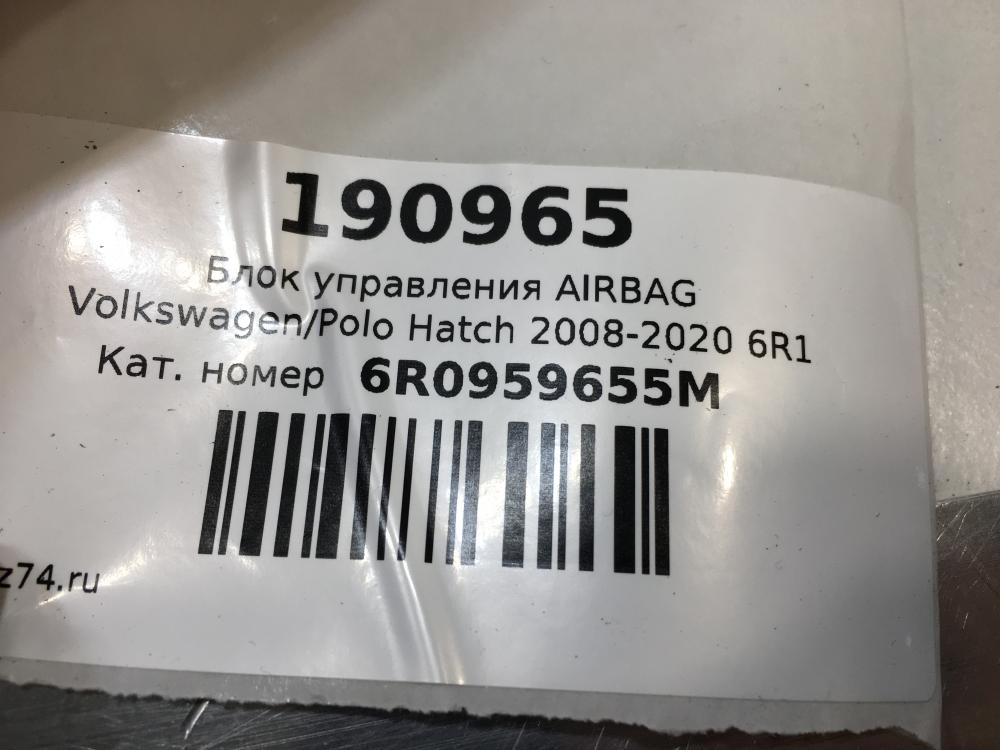 190965
Блок управления AIRBAG
Volkswagen/Polo Hatch 2008-2020 6R1
Кат. номер 6R0959655M
z74.ru